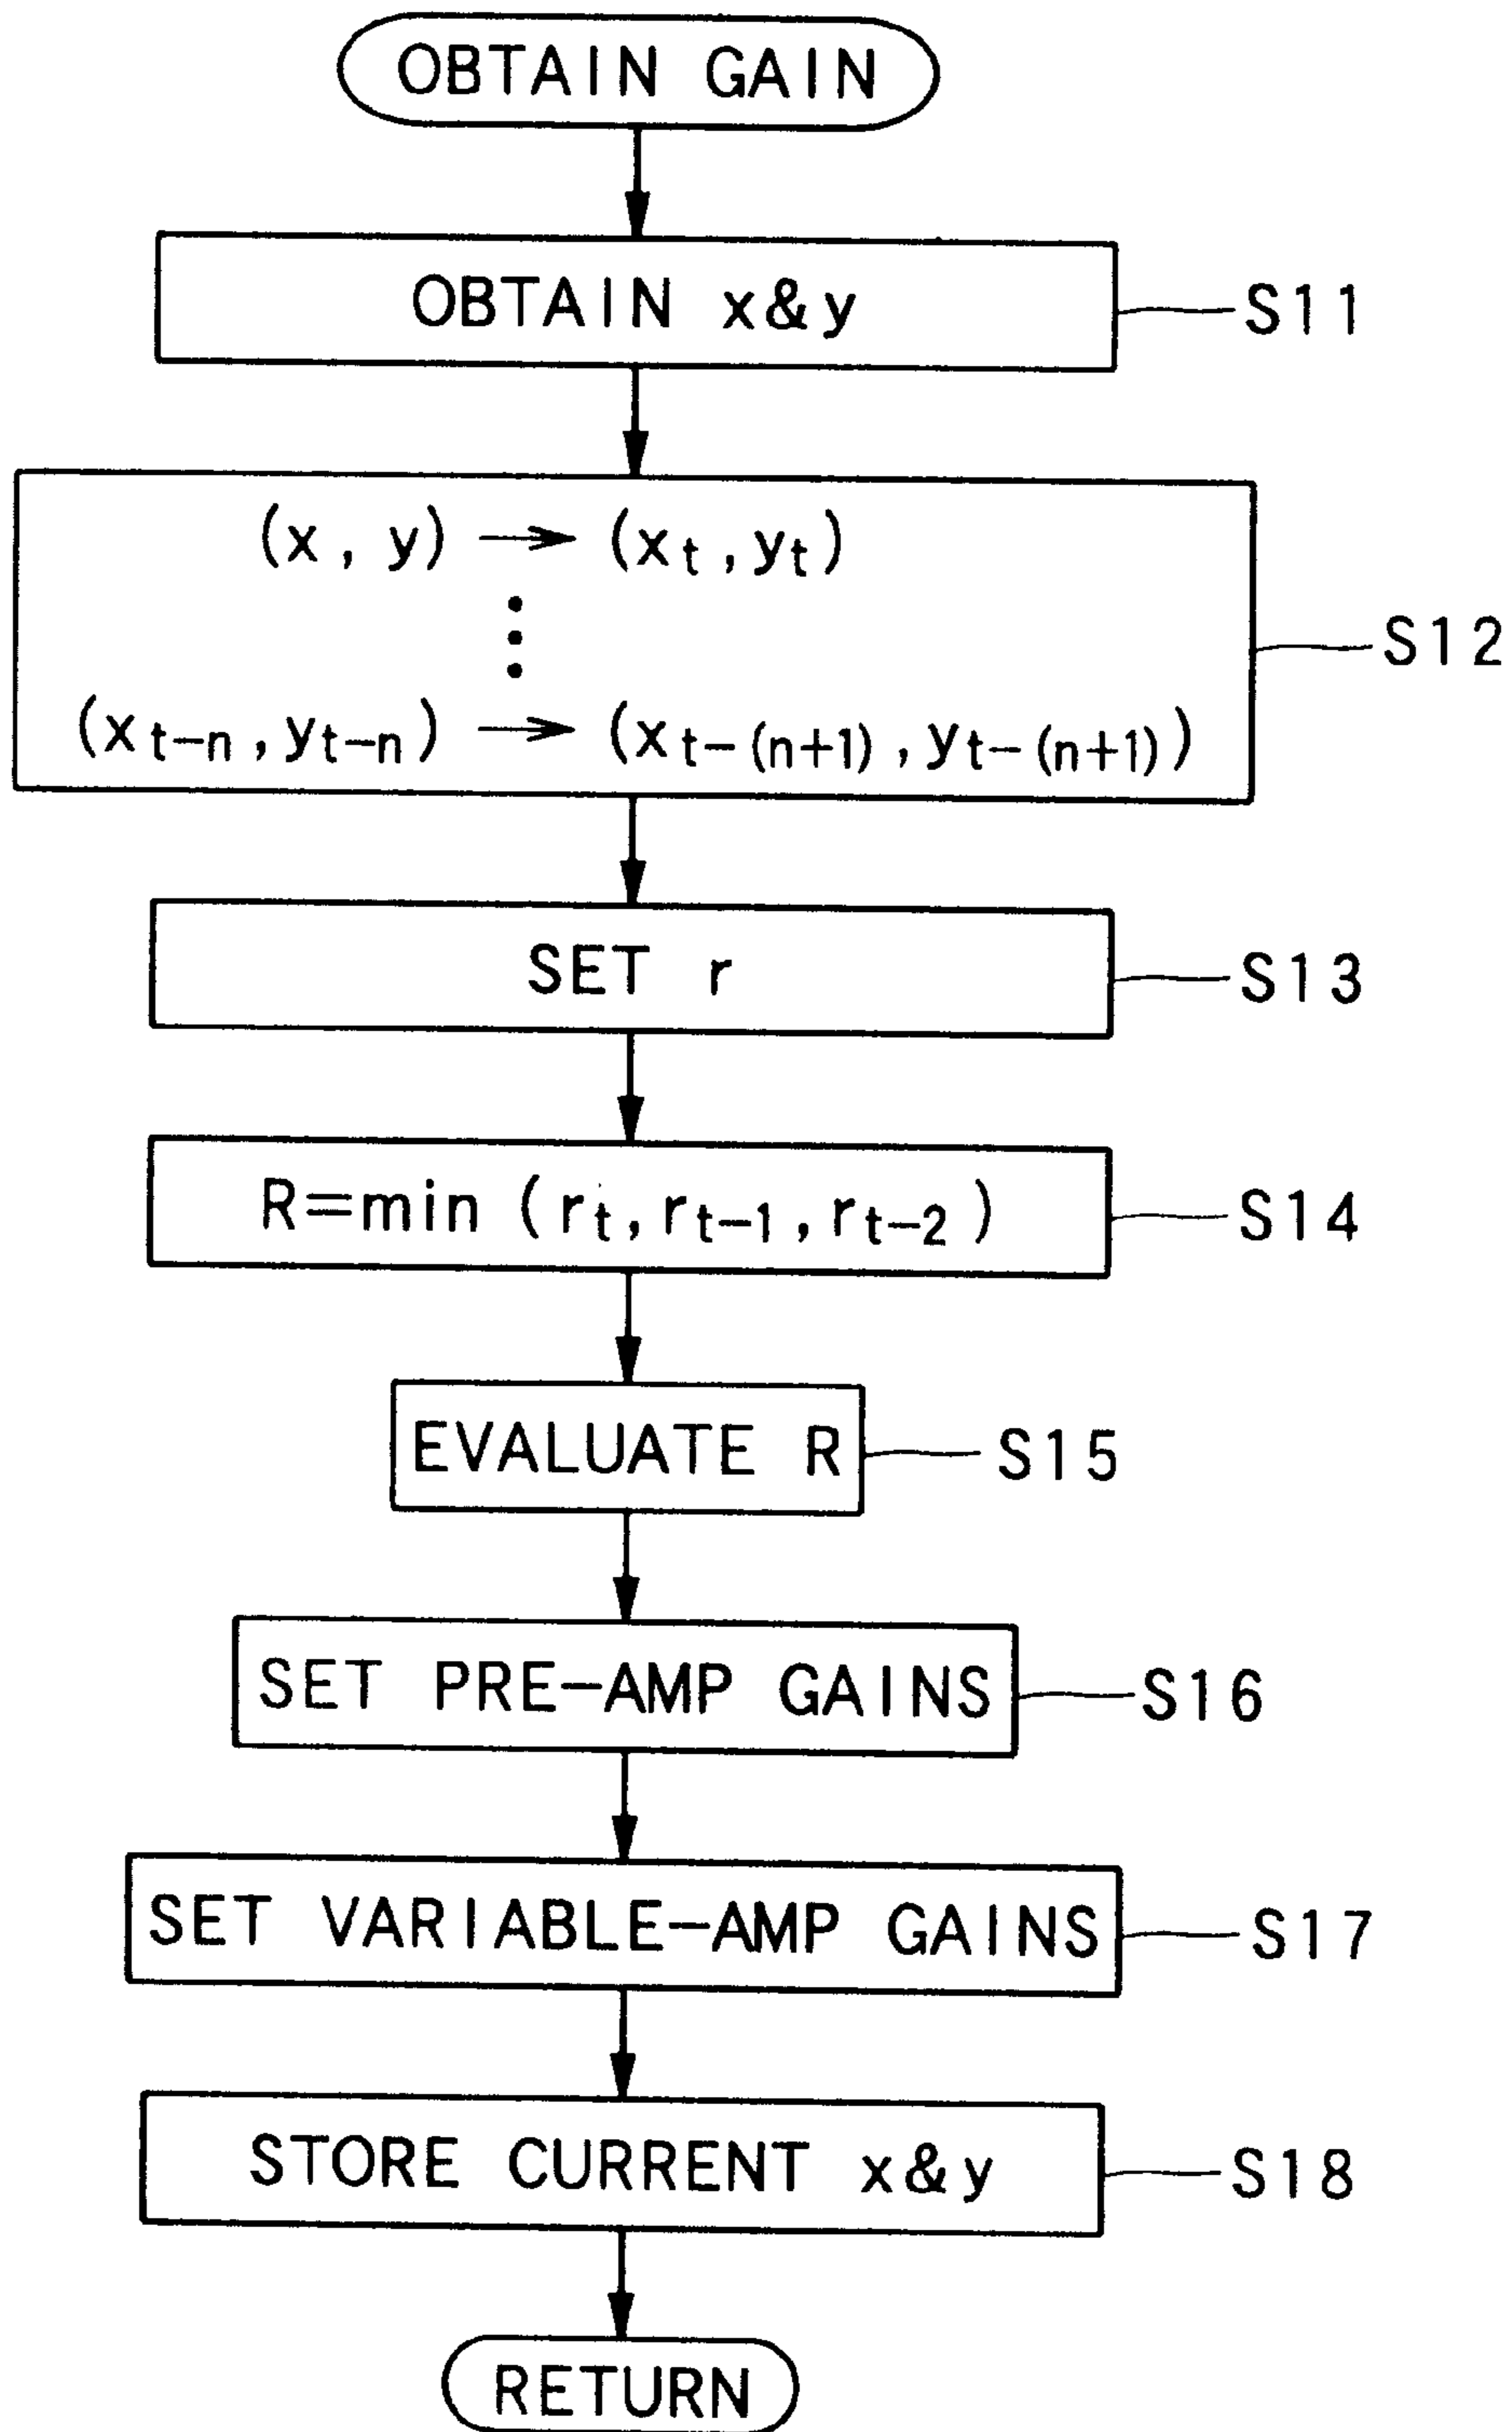 OBTAIN GAIN
OBTAIN x&y
S11
(x, y) → (xt, yt)
S12
(xt-n, yt-n) → (xt-(n+1), yt-(n+1))
SET r
S13
R=min (rt, rt-1, rt-2)
S14
EVALUATE R
S15
SET PRE-AMP GAINS
S16
SET VARIABLE-AMP GAINS
S17
STORE CURRENT x&y
S18
RETURN